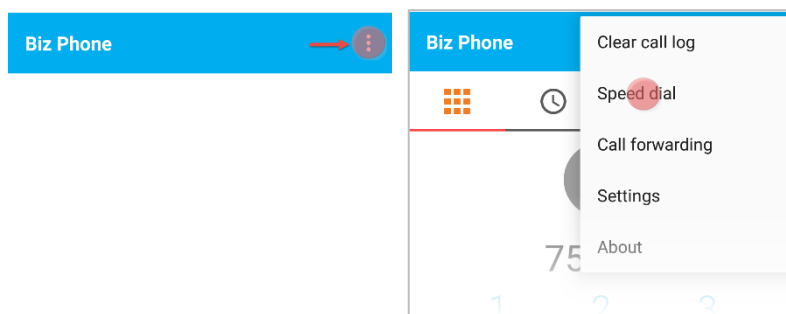 Biz Phone
Biz Phone
Clear call log
Speed dial
Call forwarding
Settings
About
75
1 2 3